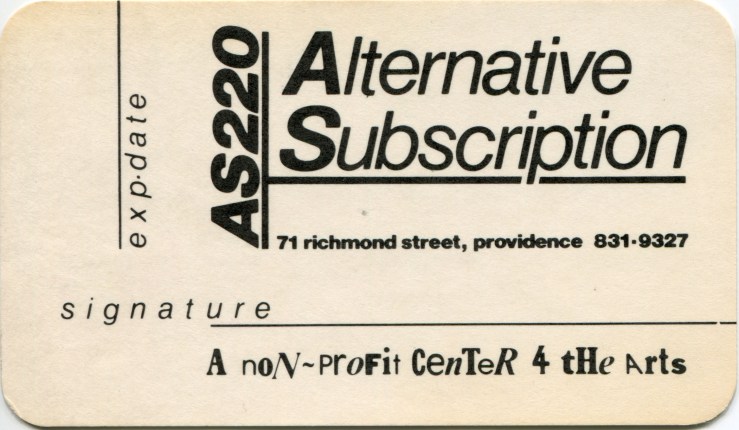 exp·date
AS220
Alternative
Subscription
71 richmond street, providence 831·9327
signature
A noN~ProFit CenTeR 4 tHe Arts